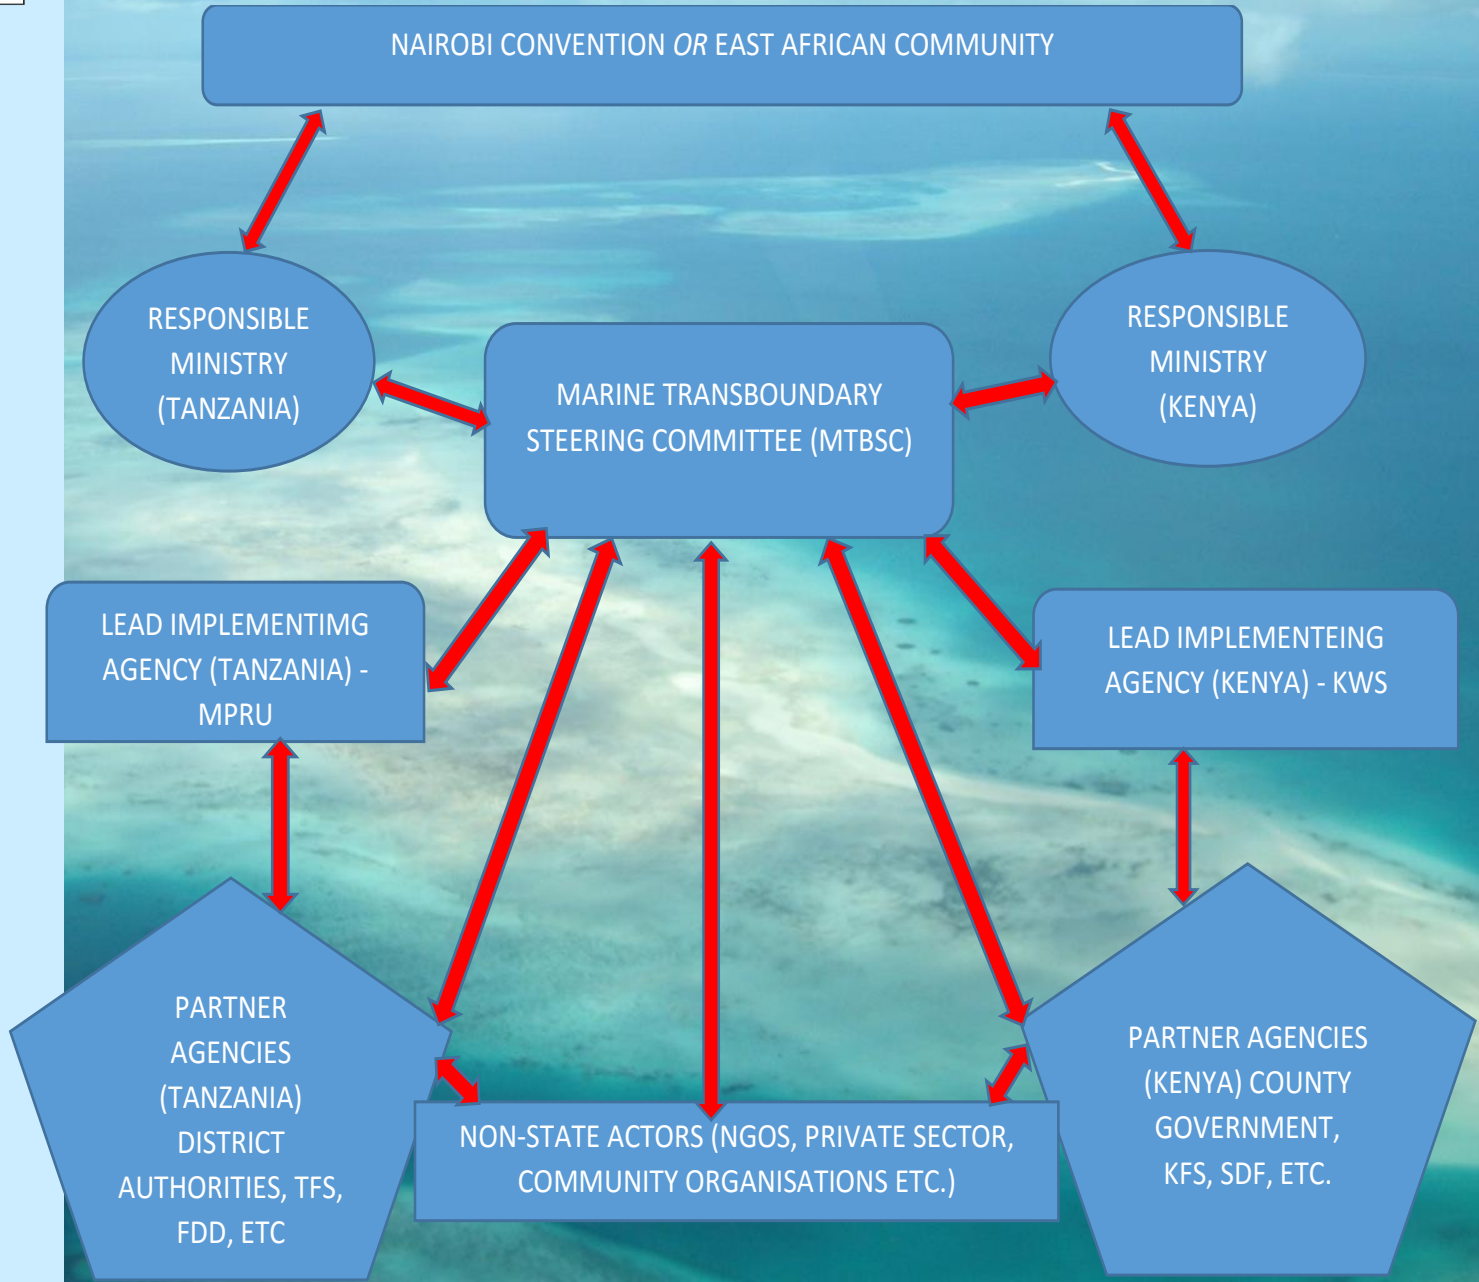 NAIROBI CONVENTION OR EAST AFRICAN COMMUNITY
RESPONSIBLE
MINISTRY
(TANZANIA)
RESPONSIBLE
MINISTRY
(KENYA)
MARINE TRANSBOUNDARY
STEERING COMMITTEE (MTBSC)
LEAD IMPLEMENTIMG
AGENCY (TANZANIA) -
MPRU
LEAD IMPLEMENTEING
AGENCY (KENYA) - KWS
PARTNER
AGENCIES
(TANZANIA)
DISTRICT
AUTHORITIES, TFS,
FDD, ETC
NON-STATE ACTORS (NGOS, PRIVATE SECTOR,
COMMUNITY ORGANISATIONS ETC.)
PARTNER AGENCIES
(KENYA) COUNTY
GOVERNMENT,
KFS, SDF, ETC.